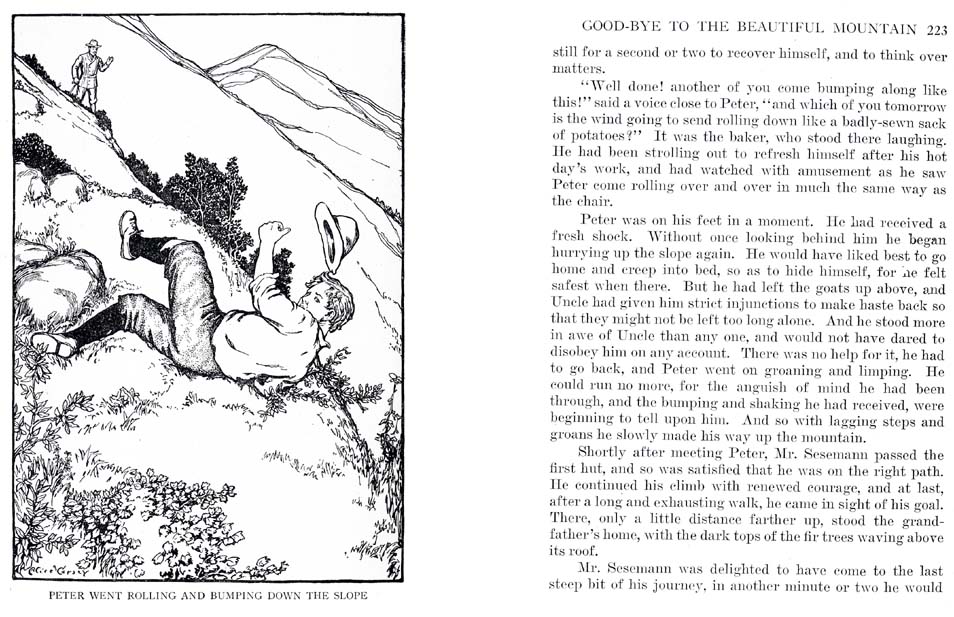 PETER WENT ROLLING AND BUMPING DOWN THE SLOPE
GOOD-BYE TO THE BEAUTIFUL MOUNTAIN 223
still for a second or two to recover himself, and to think over
matters.
"Well done! another of you come bumping along like
this!" said a voice close to Peter, "and which of you tomorrow
is the wind going to send rolling down like a badly-sewn sack
of potatoes?" It was the baker, who stood there laughing.
He had been strolling out to refresh himself after his hot
day's work, and had watched with amusement as he saw
Peter come rolling over and over in much the same way as
the chair.
Peter was on his feet in a moment. He had received a
fresh shock. Without once looking behind him he began
hurrying up the slope again. He would have liked best to go
home and creep into bed, so as to hide himself, for he felt
safest when there. But he had left the goats up above, and
Uncle had given him strict injunctions to make haste back so
that they might not be left too long alone. And he stood more
in awe of Uncle than any one, and would not have dared to
disobey him on any account. There was no help for it, he had
to go back, and Peter went on groaning and limping. He
could run no more, for the anguish of mind he had been
through, and the bumping and shaking he had received, were
beginning to tell upon him. And so with lagging steps and
groans he slowly made his way up the mountain.
Shortly after meeting Peter, Mr. Sesemann passed the
first hut, and so was satisfied that he was on the right path.
He continued his climb with renewed courage, and at last,
after a long and exhausting walk, he came in sight of his goal.
There, only a little distance farther up, stood the grand-
father's home, with the dark tops of the fir trees waving above
its roof.
Mr. Sesemann was delighted to have come to the last
steep bit of his journey, in another minute or two he would